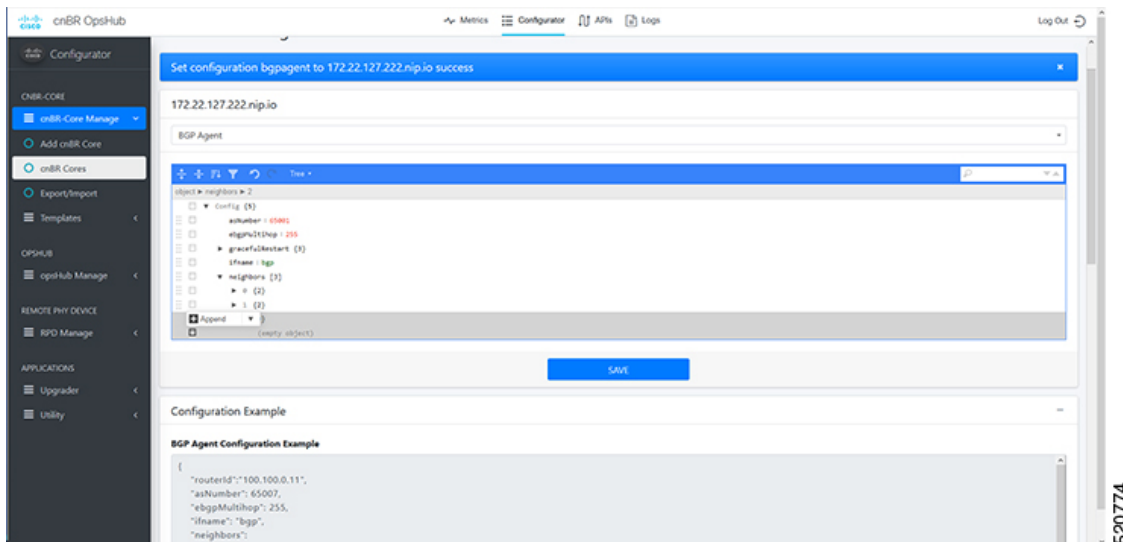 cisco cnBR OpsHub
Metrics Configurator APIs Logs
Log Out
cisco Configurator
CNBR-CORE
cnBR-Core Manage
Add cnBR Core
cnBR Cores
Export/Import
Templates
OPSHUB
opsHub Manage
REMOTE PHY DEVICE
RPD Manage
APPLICATIONS
Upgrader
Utility
Set configuration bgpagent to 172.22.127.222.nip.io success ×
172.22.127.222.nip.io
BGP Agent
Tree
object ► neighbors ► 2
▼ Config {5}
asNumber : 65001
ebgpMultihop : 255
► gracefulRestart {3}
ifname : bgp
▼ neighbors [3]
► 0 {2}
► 1 {2}
Append ▼ }
(empty object)
SAVE
Configuration Example −
BGP Agent Configuration Example
{
"routerId":"100.100.0.11",
"asNumber": 65007,
"ebgpMultihop": 255,
"ifname": "bgp",
"neighbors":
520774